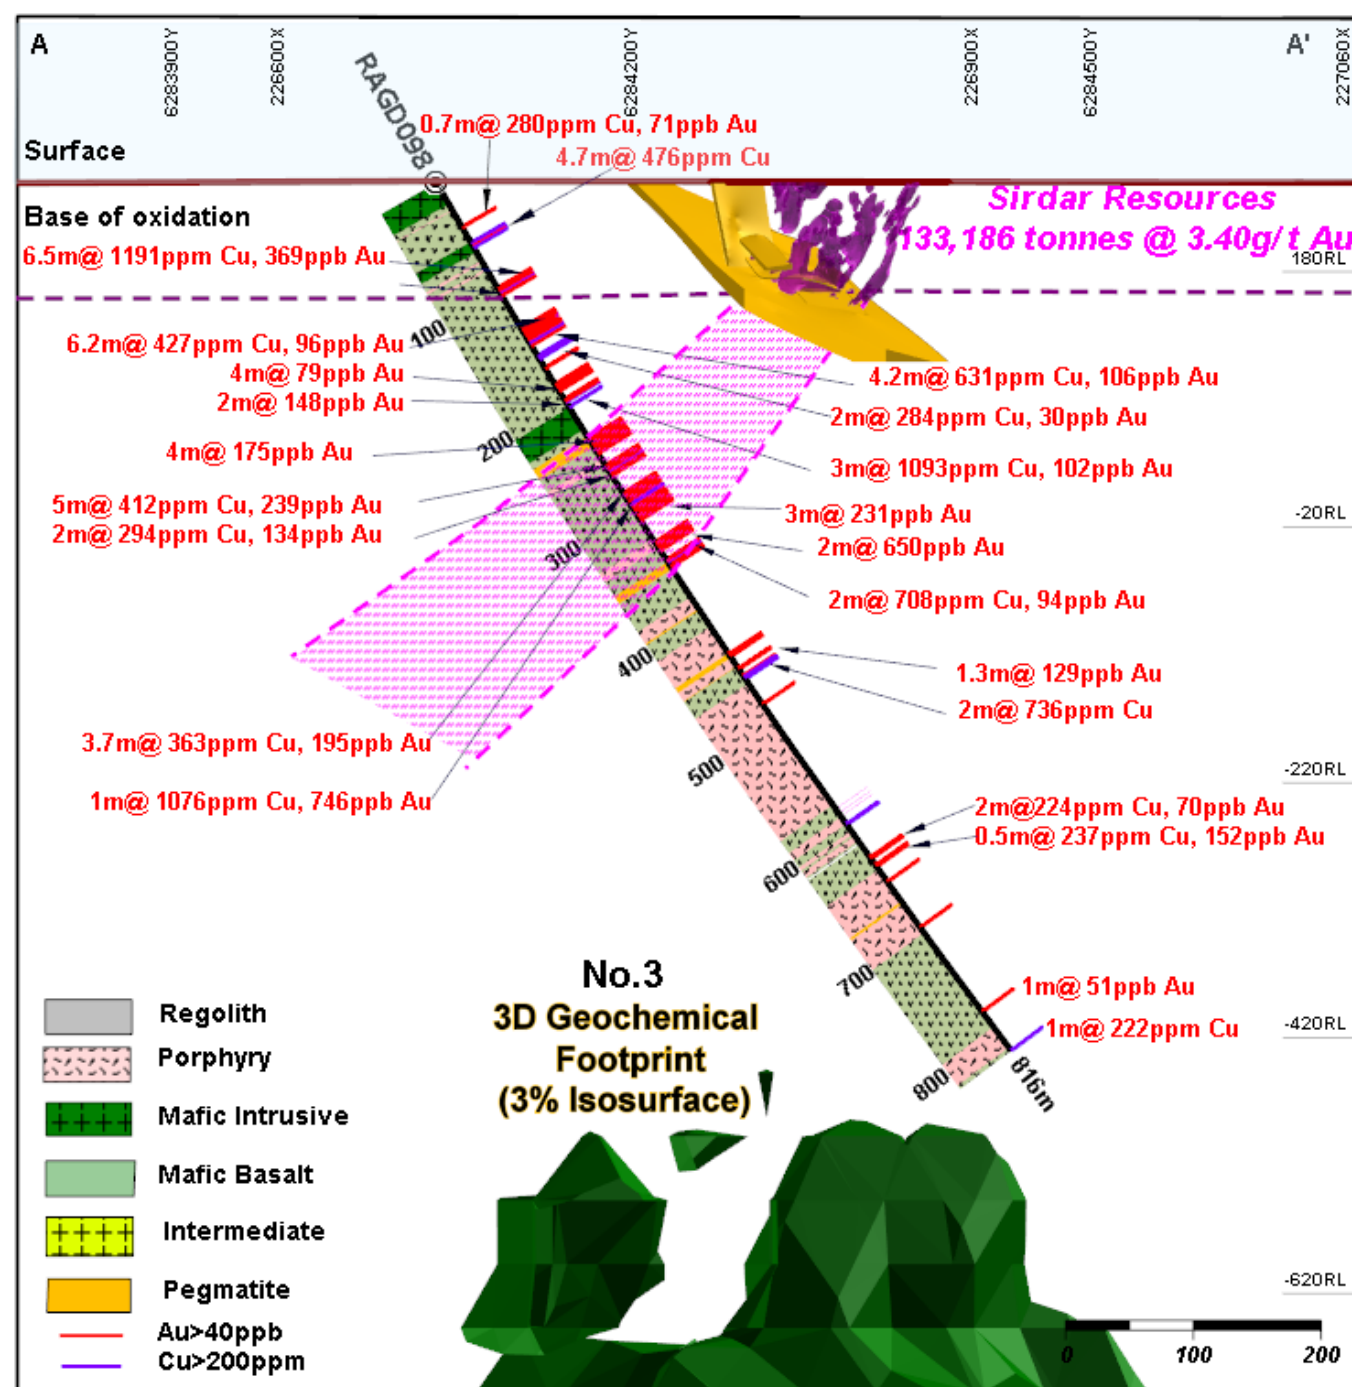 A
6283900Y
226600X
6284200Y
226900X
6284500Y
A'
227060X
RAGD098
0.7m@ 280ppm Cu, 71ppb Au
4.7m@ 476ppm Cu
Surface
Base of oxidation
Sirdar Resources
133,186 tonnes @ 3.40g/t Au
6.5m@ 1191ppm Cu, 369ppb Au
180RL
100
6.2m@ 427ppm Cu, 96ppb Au
4m@ 79ppb Au
2m@ 148ppb Au
4.2m@ 631ppm Cu, 106ppb Au
2m@ 284ppm Cu, 30ppb Au
200
4m@ 175ppb Au
3m@ 1093ppm Cu, 102ppb Au
5m@ 412ppm Cu, 239ppb Au
2m@ 294ppm Cu, 134ppb Au
3m@ 231ppb Au
-20RL
2m@ 650ppb Au
300
2m@ 708ppm Cu, 94ppb Au
400
1.3m@ 129ppb Au
2m@ 736ppm Cu
3.7m@ 363ppm Cu, 195ppb Au
500
-220RL
1m@ 1076ppm Cu, 746ppb Au
2m@224ppm Cu, 70ppb Au
0.5m@ 237ppm Cu, 152ppb Au
600
700
1m@ 51ppb Au
1m@ 222ppm Cu
-420RL
800
816m
No.3
3D Geochemical
Footprint
(3% Isosurface)
Regolith
Porphyry
Mafic Intrusive
Mafic Basalt
Intermediate
Pegmatite
Au>40ppb
Cu>200ppm
-620RL
0
100
200